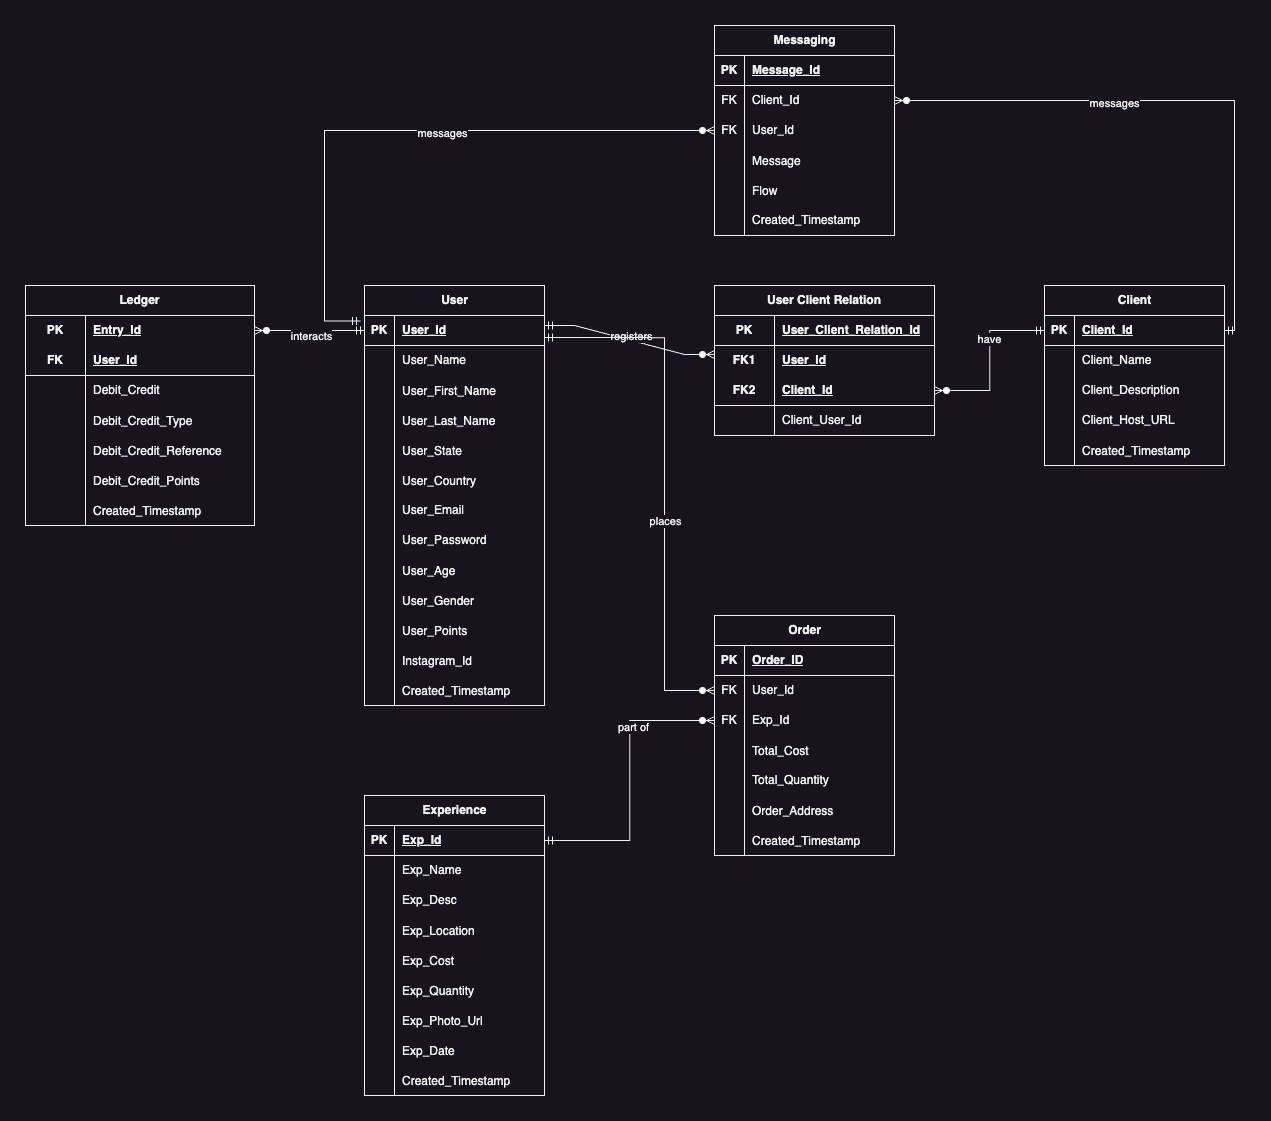 Messaging
PK Message_Id
FK Client_Id
FK User_Id
Message
Flow
Created_Timestamp
messages
messages
Ledger
PK Entry_Id
FK User_Id
Debit_Credit
Debit_Credit_Type
Debit_Credit_Reference
Debit_Credit_Points
Created_Timestamp
interacts
User
PK User_Id
User_Name
User_First_Name
User_Last_Name
User_State
User_Country
User_Email
User_Password
User_Age
User_Gender
User_Points
Instagram_Id
Created_Timestamp
registers
User Client Relation
PK User_Client_Relation_Id
FK1 User_Id
FK2 Client_Id
Client_User_Id
have
Client
PK Client_Id
Client_Name
Client_Description
Client_Host_URL
Created_Timestamp
places
Order
PK Order_ID
FK User_Id
FK Exp_Id
Total_Cost
Total_Quantity
Order_Address
Created_Timestamp
part of
Experience
PK Exp_Id
Exp_Name
Exp_Desc
Exp_Location
Exp_Cost
Exp_Quantity
Exp_Photo_Url
Exp_Date
Created_Timestamp